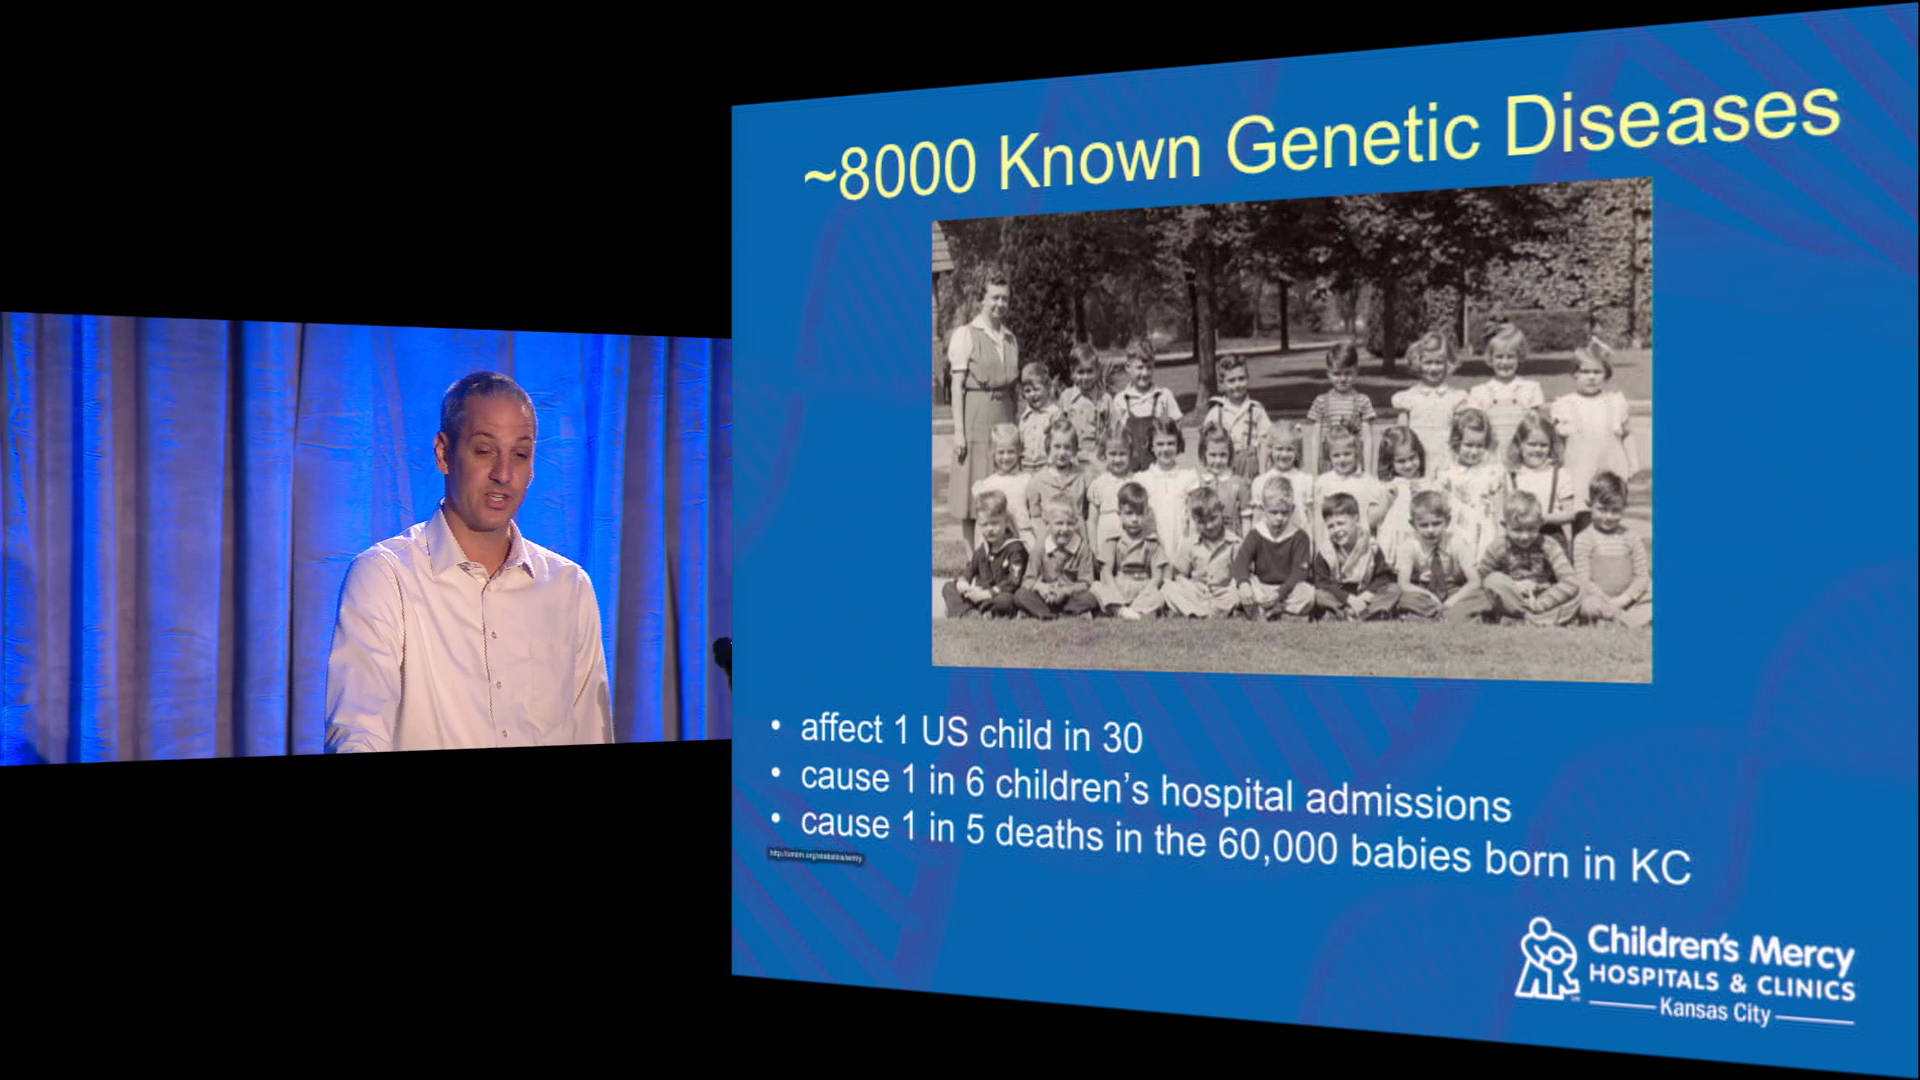 ~8000 Known Genetic Diseases
• affect 1 US child in 30
• cause 1 in 6 children's hospital admissions
• cause 1 in 5 deaths in the 60,000 babies born in KC
Children's Mercy
HOSPITALS & CLINICS
Kansas City